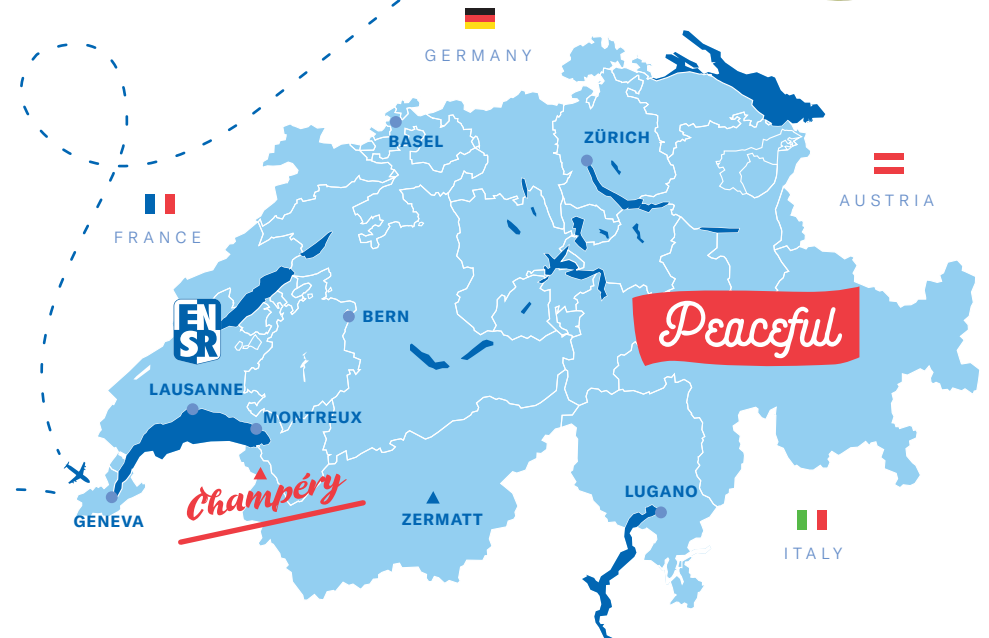 GERMANY
BASEL
ZÜRICH
AUSTRIA
FRANCE
EN
SR
BERN
Peaceful
LAUSANNE
MONTREUX
Champéry
GENEVA
ZERMATT
LUGANO
ITALY